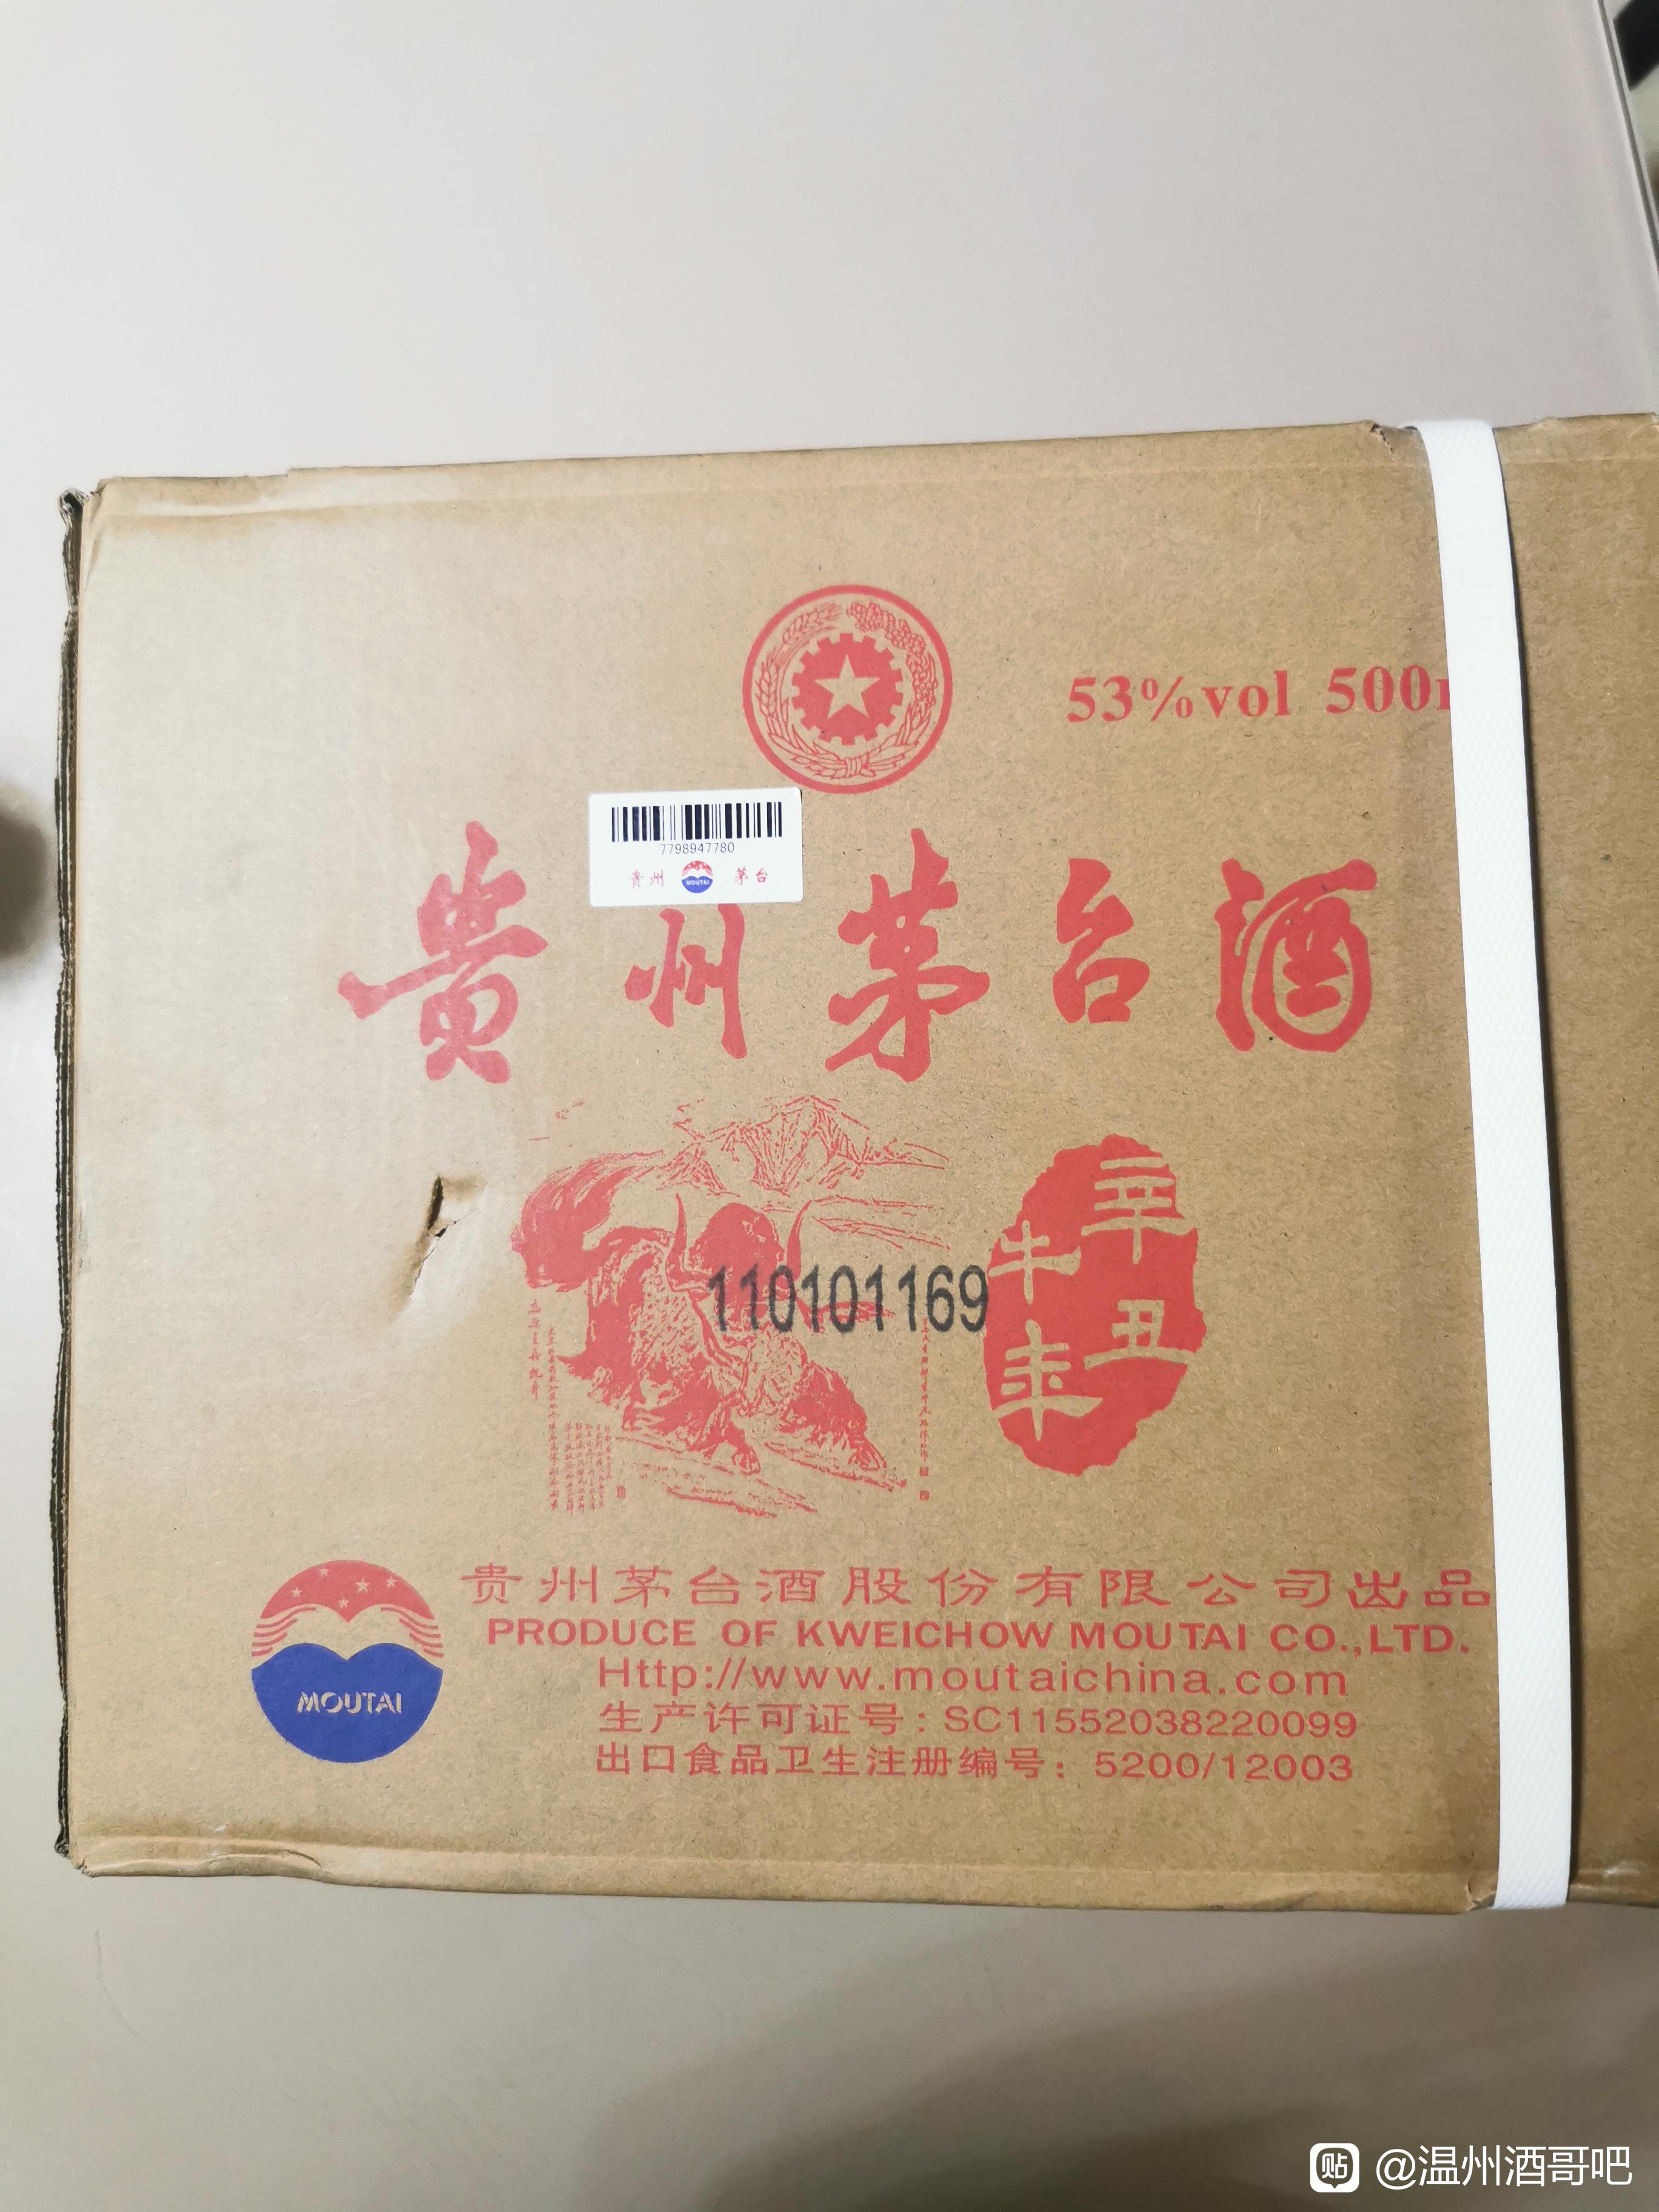 53%vol 500
7798947780
贵州 MOUTAI 茅台
贵州茅台酒
辛丑
牛年
110101169
贵州茅台酒股份有限公司出品
PRODUCE OF KWEICHOW MOUTAI CO.,LTD.
Http://www.moutaichina.com
MOUTAI
生产许可证号：SC11552038220099
出口食品卫生注册编号：5200/12003
贴 @温州酒哥吧